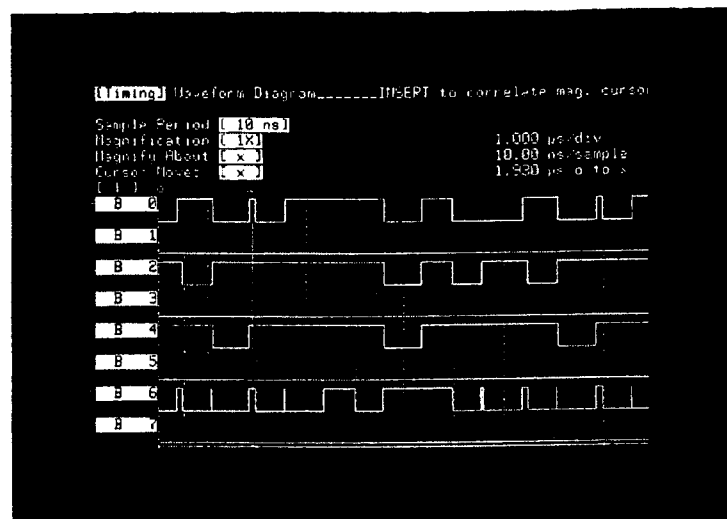 [Timing] Waveform Diagram_______INSERT to correlate mag. cursor
Sample Period [ 10 ns]
Magnification [ 1X] 1.000 µs/div
Magnify About [ x ] 10.00 ns/sample
Cursor Moves [ x ] 1.930 µs o to x
B 0
B 1
B 2
B 3
B 4
B 5
B 6
B 7